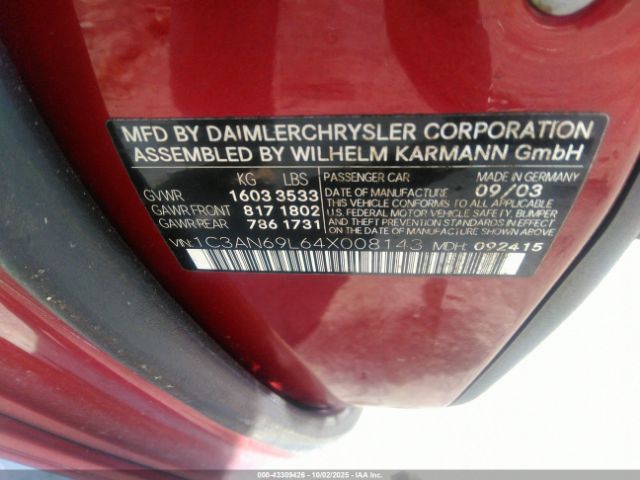 MFD BY DAIMLERCHRYSLER CORPORATION
ASSEMBLED BY WILHELM KARMANN GmbH
KG LBS PASSENGER CAR MADE IN GERMANY
GVWR 1603 3533 DATE OF MANUFACTURE 09/03
GAWR FRONT 817 1802 THIS VEHICLE CONFORMS TO ALL APPLICABLE
GAWR REAR 786 1731 U.S. FEDERAL MOTOR VEHICLE SAFETY, BUMPER
AND THEFT PREVENTION STANDARDS IN EFFECT
ON THE DATE OF MANUFACTURE SHOWN ABOVE.
VIN: 1C3AN69L64X008143 MDH: 092415
000-43309426 - 10/02/2025 - IAA Inc.